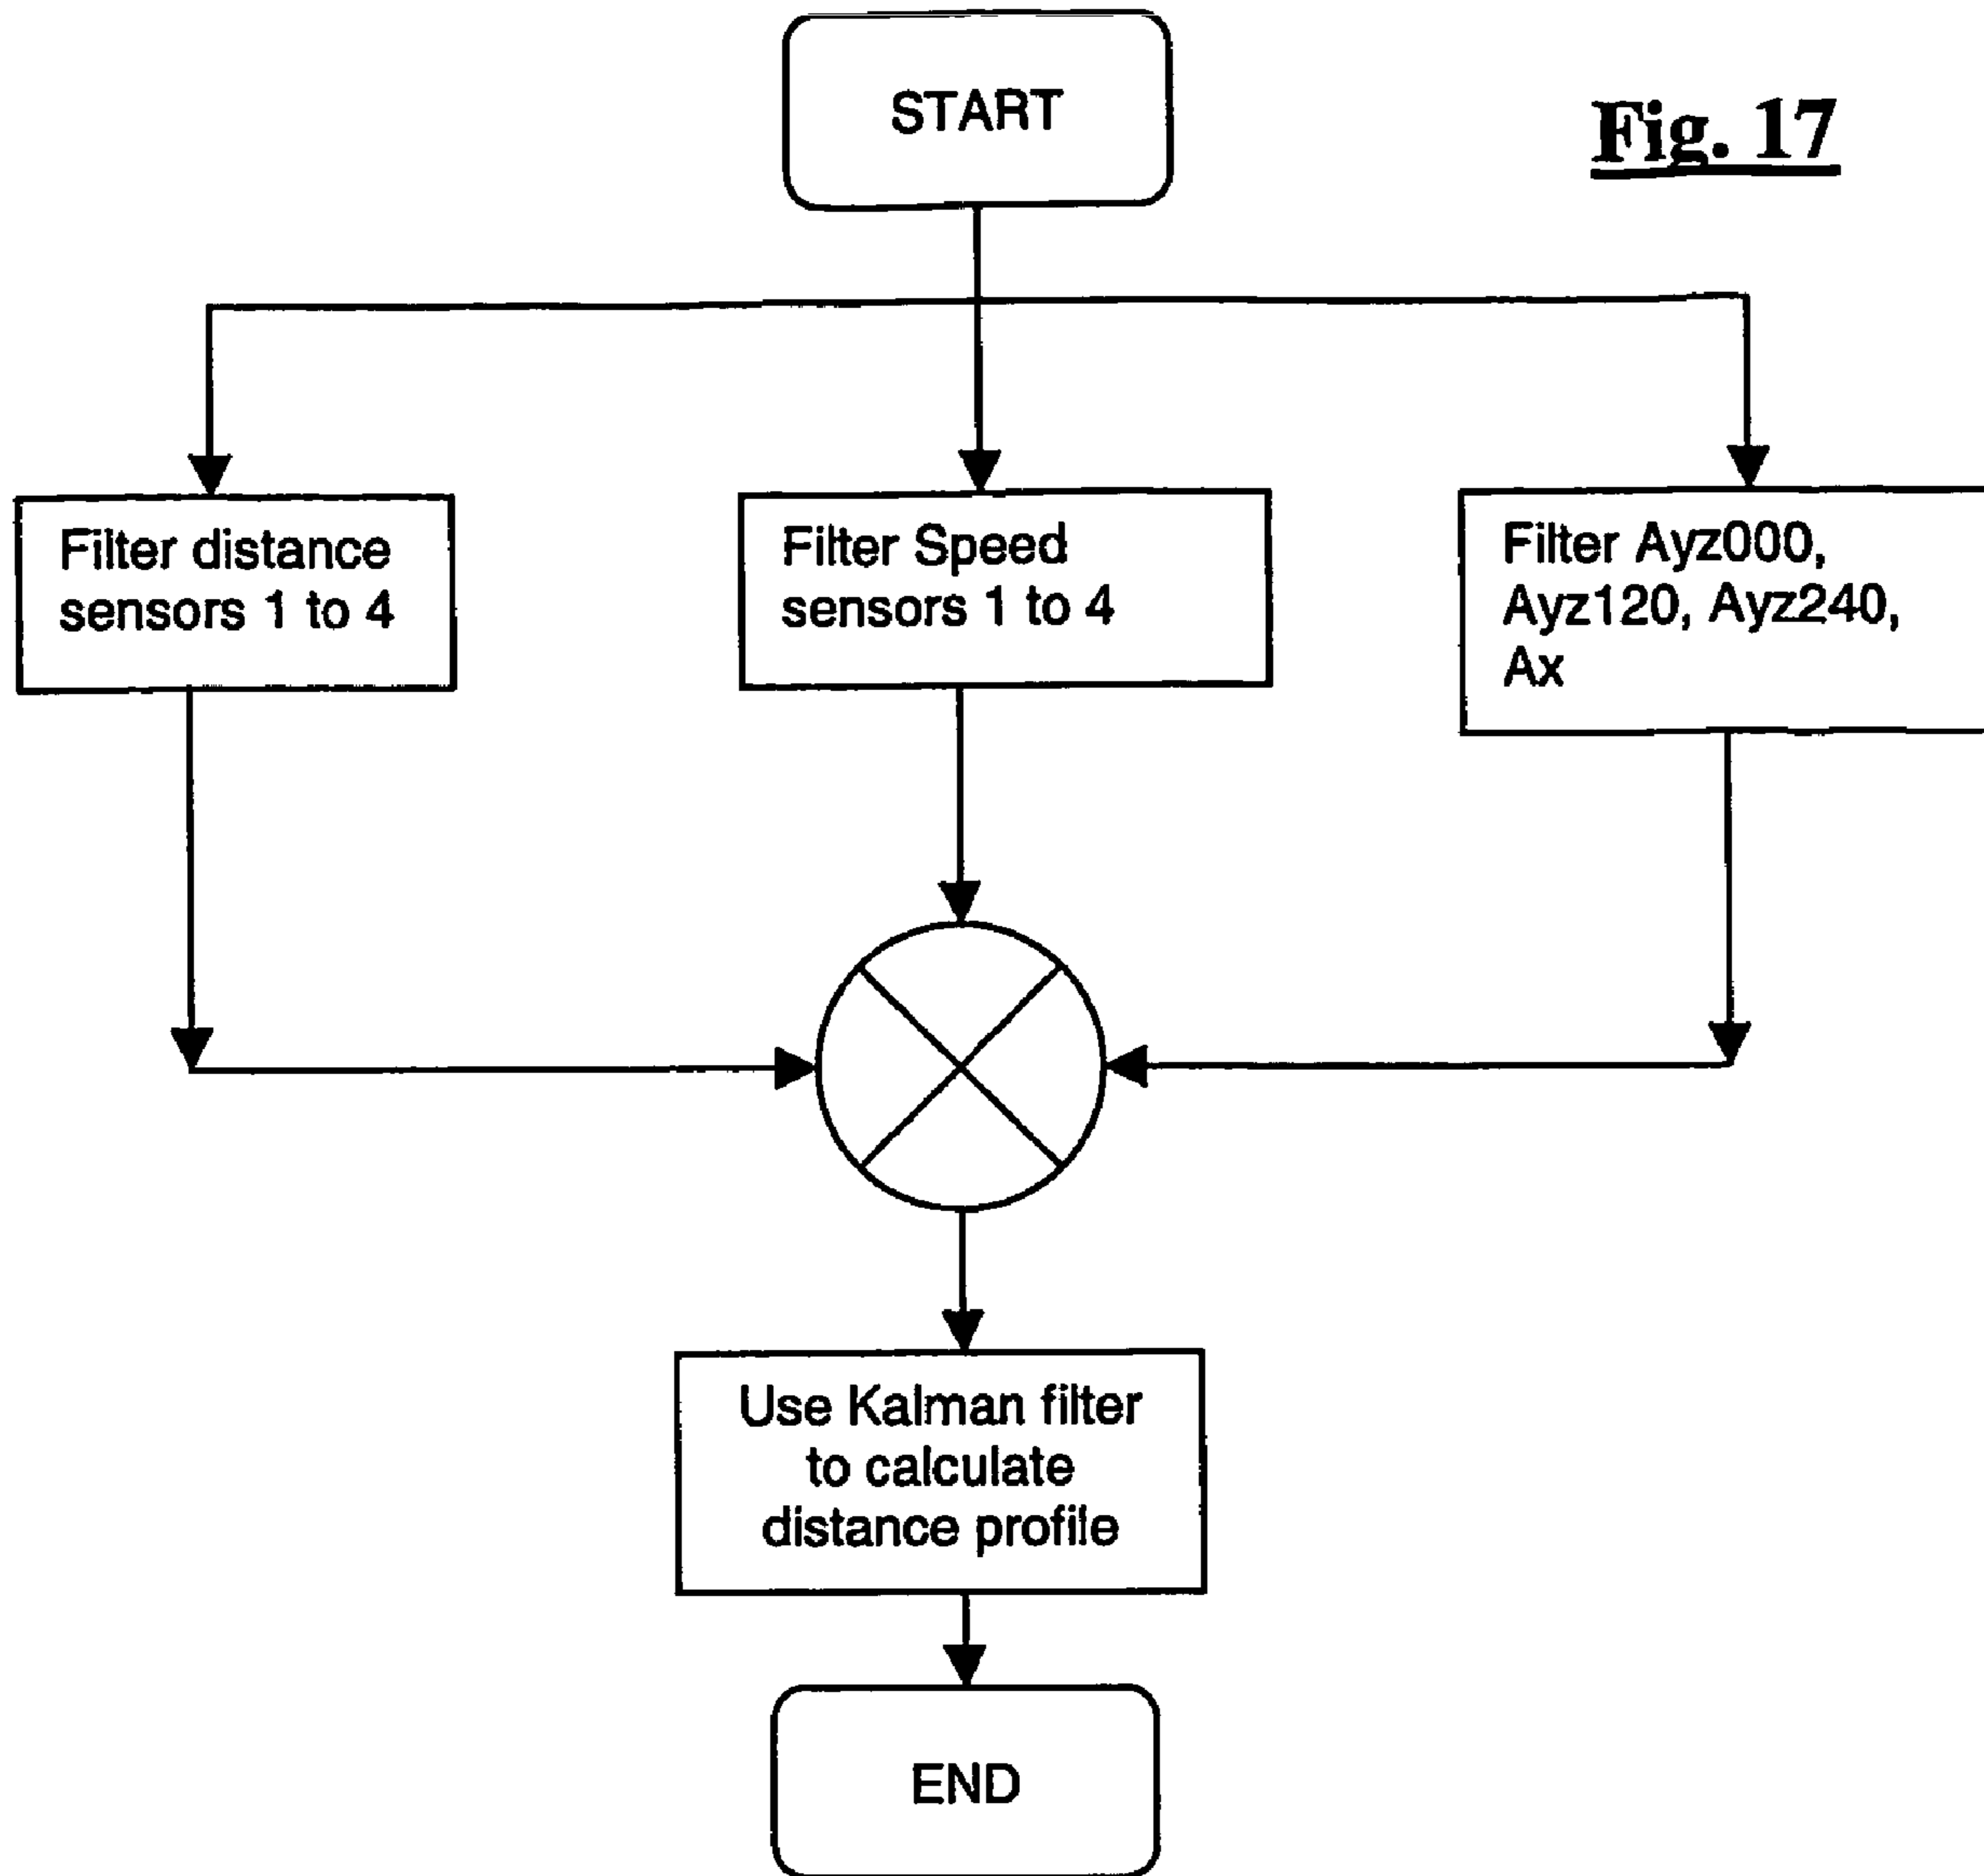 START
Fig. 17
Filter distance
sensors 1 to 4
Filter Speed
sensors 1 to 4
Filter Ayz000,
Ayz120, Ayz240,
Ax
Use Kalman filter
to calculate
distance profile
END